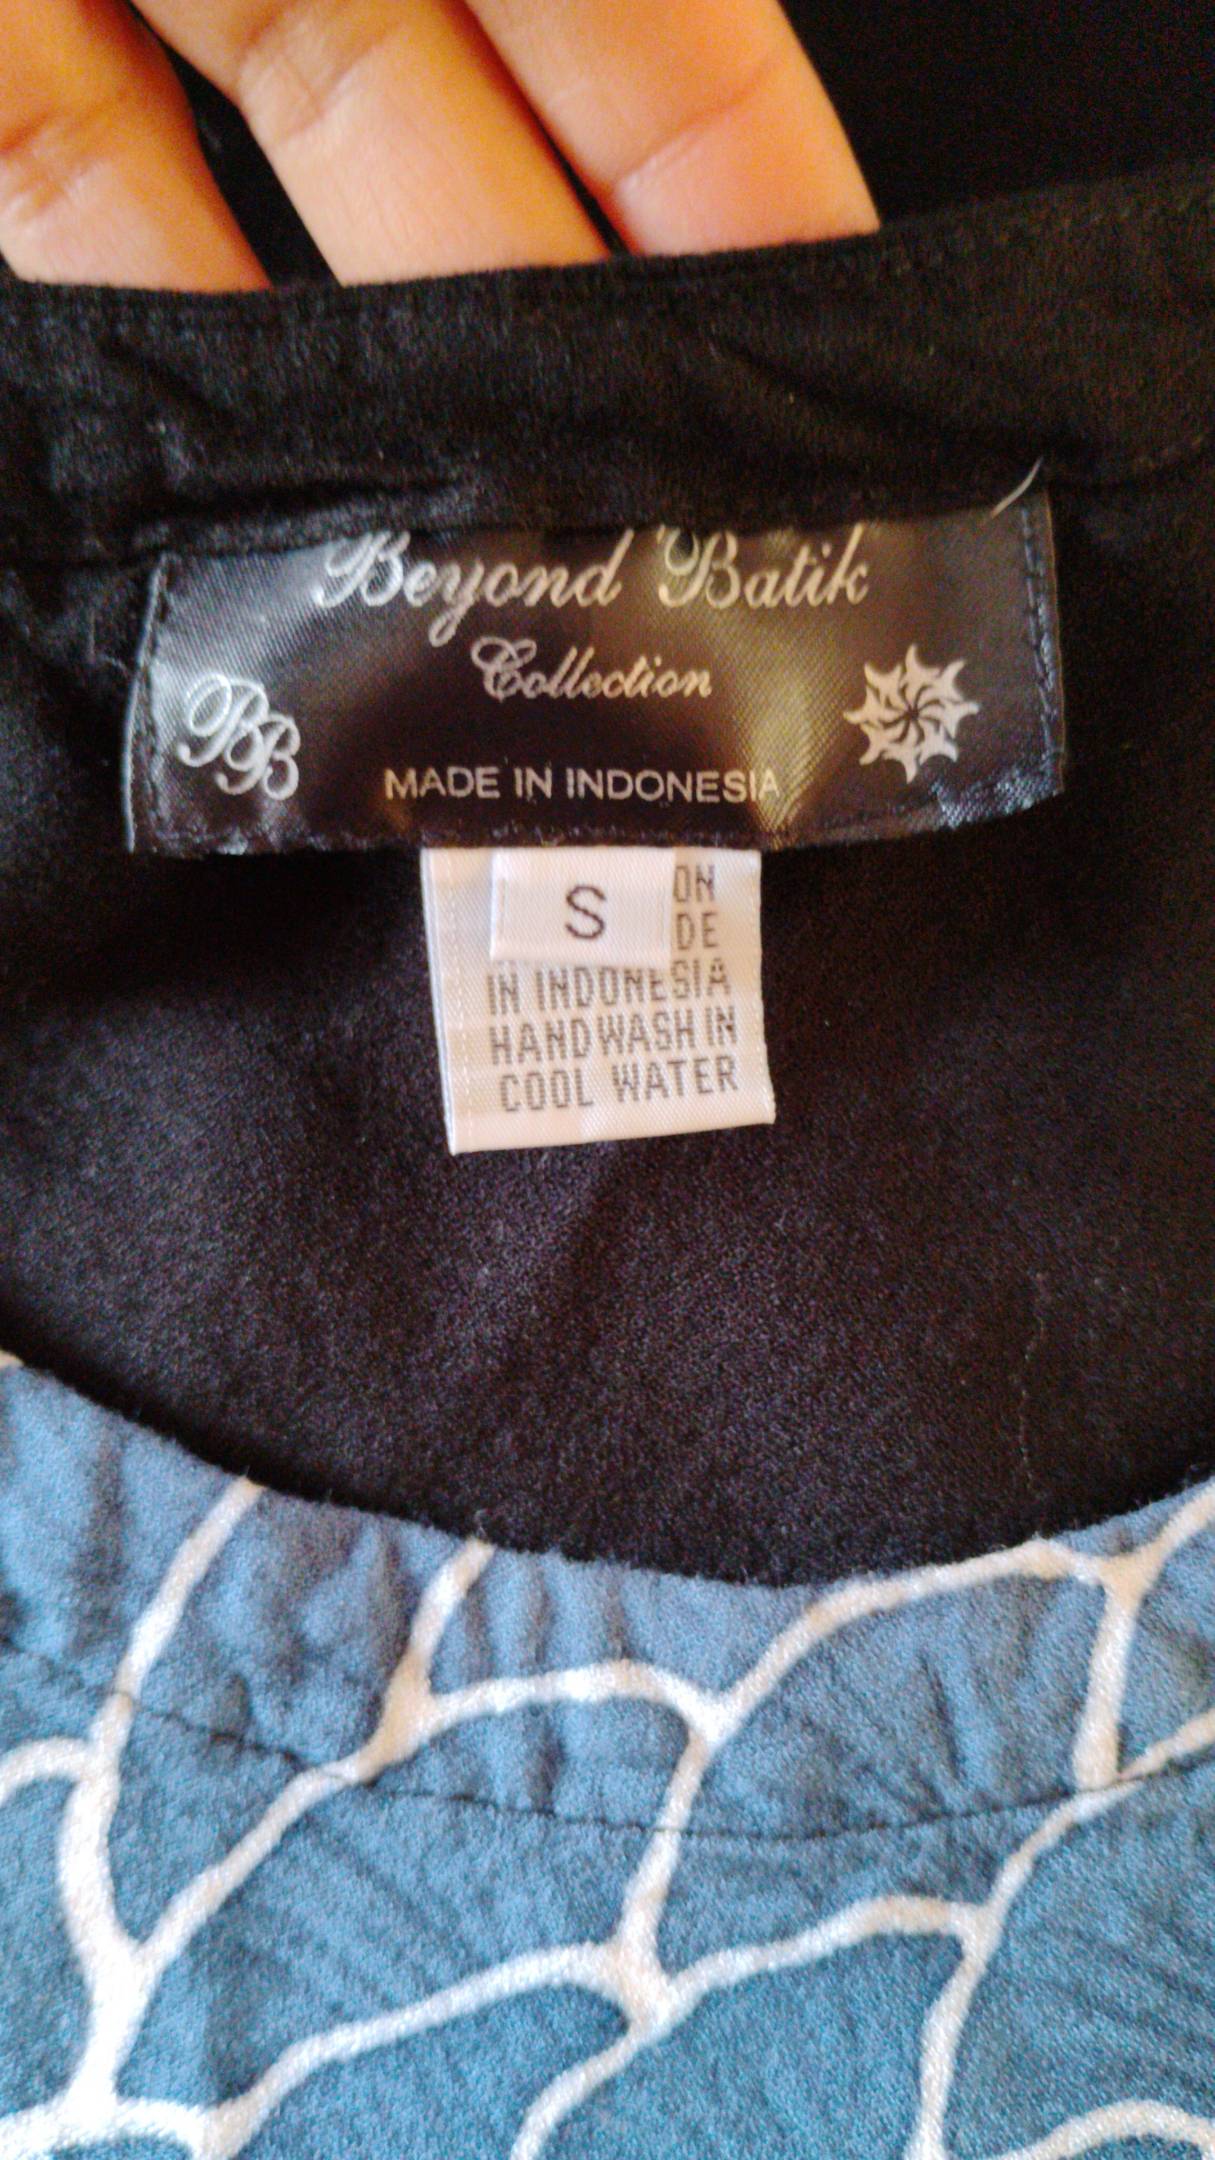 Beyond Batik
Collection
BB
MADE IN INDONESIA
S
ON
DE
IN INDONESIA
HAND WASH IN
COOL WATER